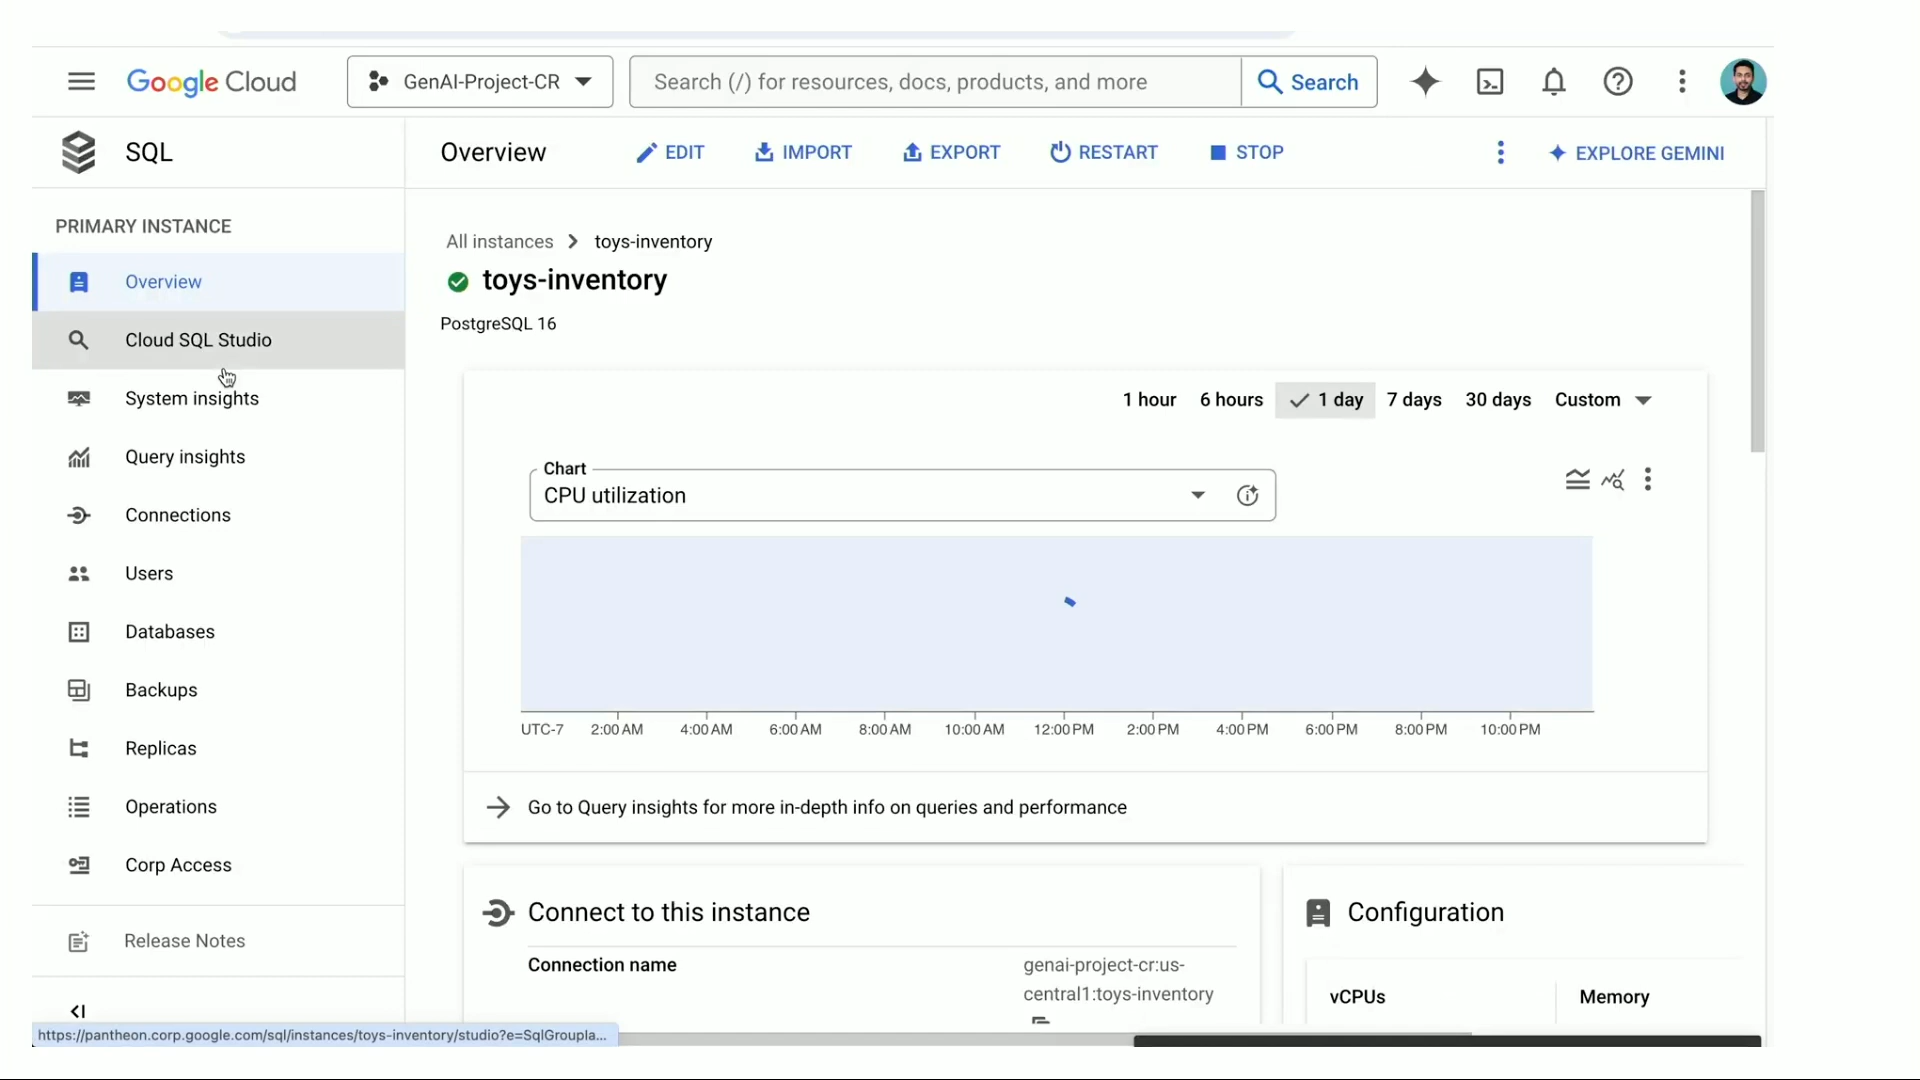 Google Cloud
GenAI-Project-CR
Search (/) for resources, docs, products, and more
Search
SQL
Overview
EDIT
IMPORT
EXPORT
RESTART
STOP
EXPLORE GEMINI
PRIMARY INSTANCE
Overview
Cloud SQL Studio
System insights
Query insights
Connections
Users
Databases
Backups
Replicas
Operations
Corp Access
Release Notes
https://pantheon.corp.google.com/sql/instances/toys-inventory/studio?e=SqlGroupla...
All instances
toys-inventory
toys-inventory
PostgreSQL 16
1 hour
6 hours
1 day
7 days
30 days
Custom
Chart
CPU utilization
UTC-7
2:00 AM
4:00 AM
6:00 AM
8:00 AM
10:00 AM
12:00 PM
2:00 PM
4:00 PM
6:00 PM
8:00 PM
10:00 PM
Go to Query insights for more in-depth info on queries and performance
Connect to this instance
Connection name
genai-project-cr:us-
central1:toys-inventory
Configuration
vCPUs
Memory